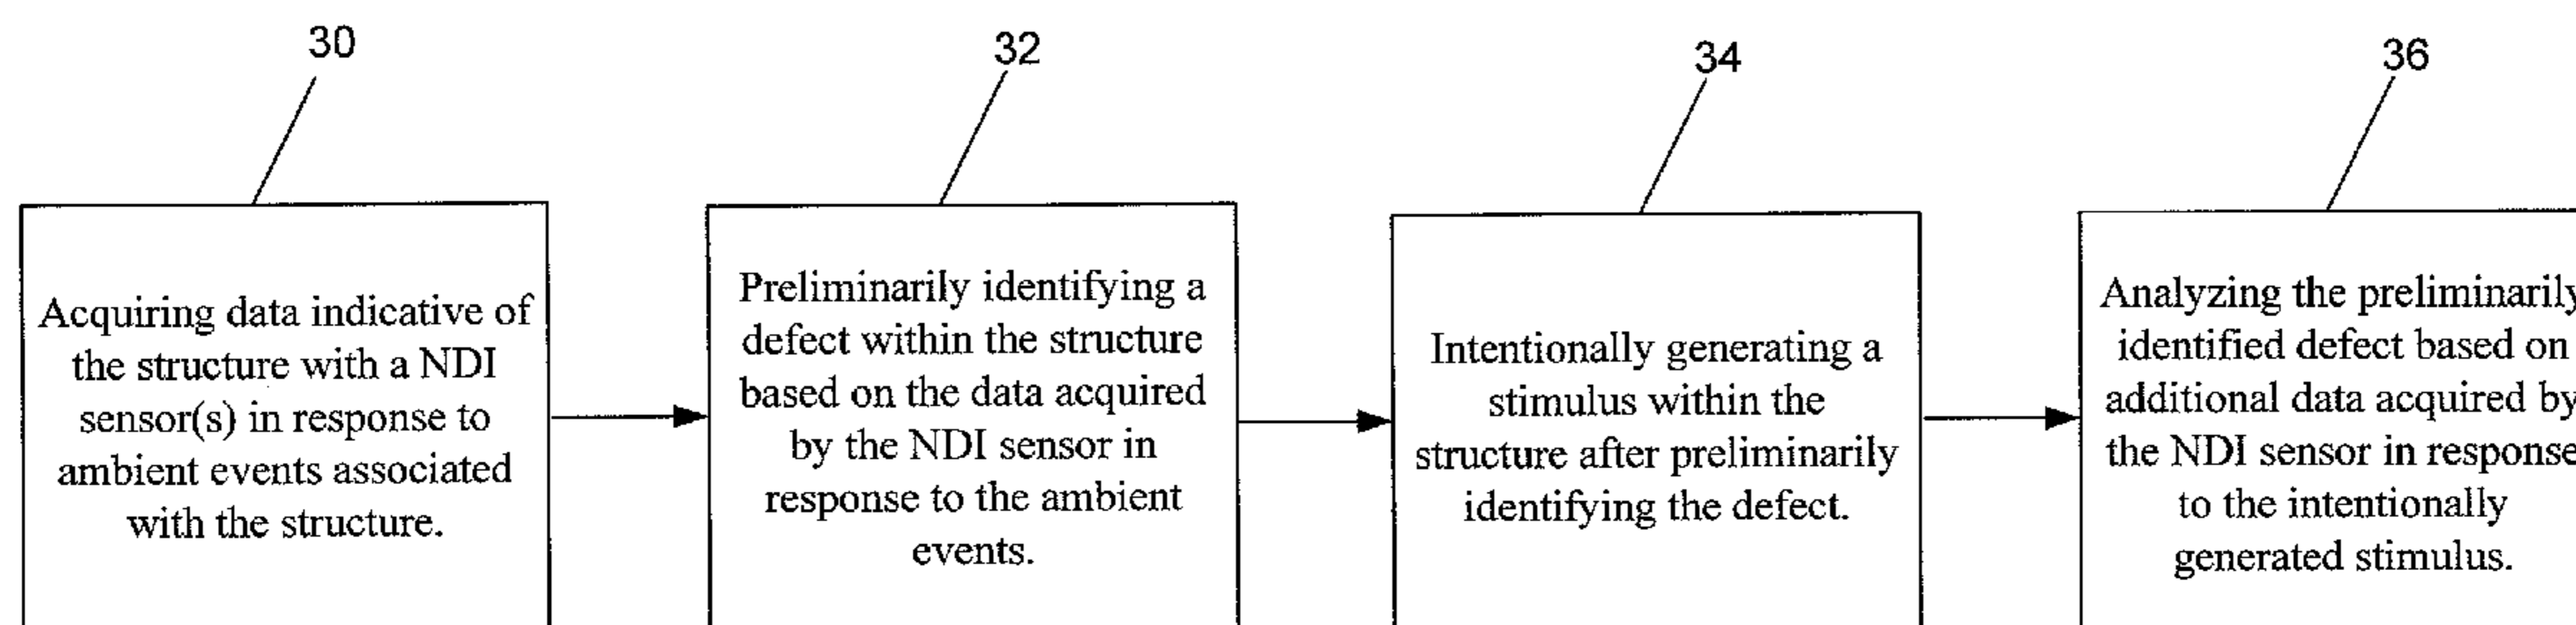 30
32
34
36
Acquiring data indicative of
the structure with a NDI
sensor(s) in response to
ambient events associated
with the structure.
Preliminarily identifying a
defect within the structure
based on the data acquired
by the NDI sensor in
response to the ambient
events.
Intentionally generating a
stimulus within the
structure after preliminarily
identifying the defect.
Analyzing the preliminarily
identified defect based on
additional data acquired by
the NDI sensor in response
to the intentionally
generated stimulus.